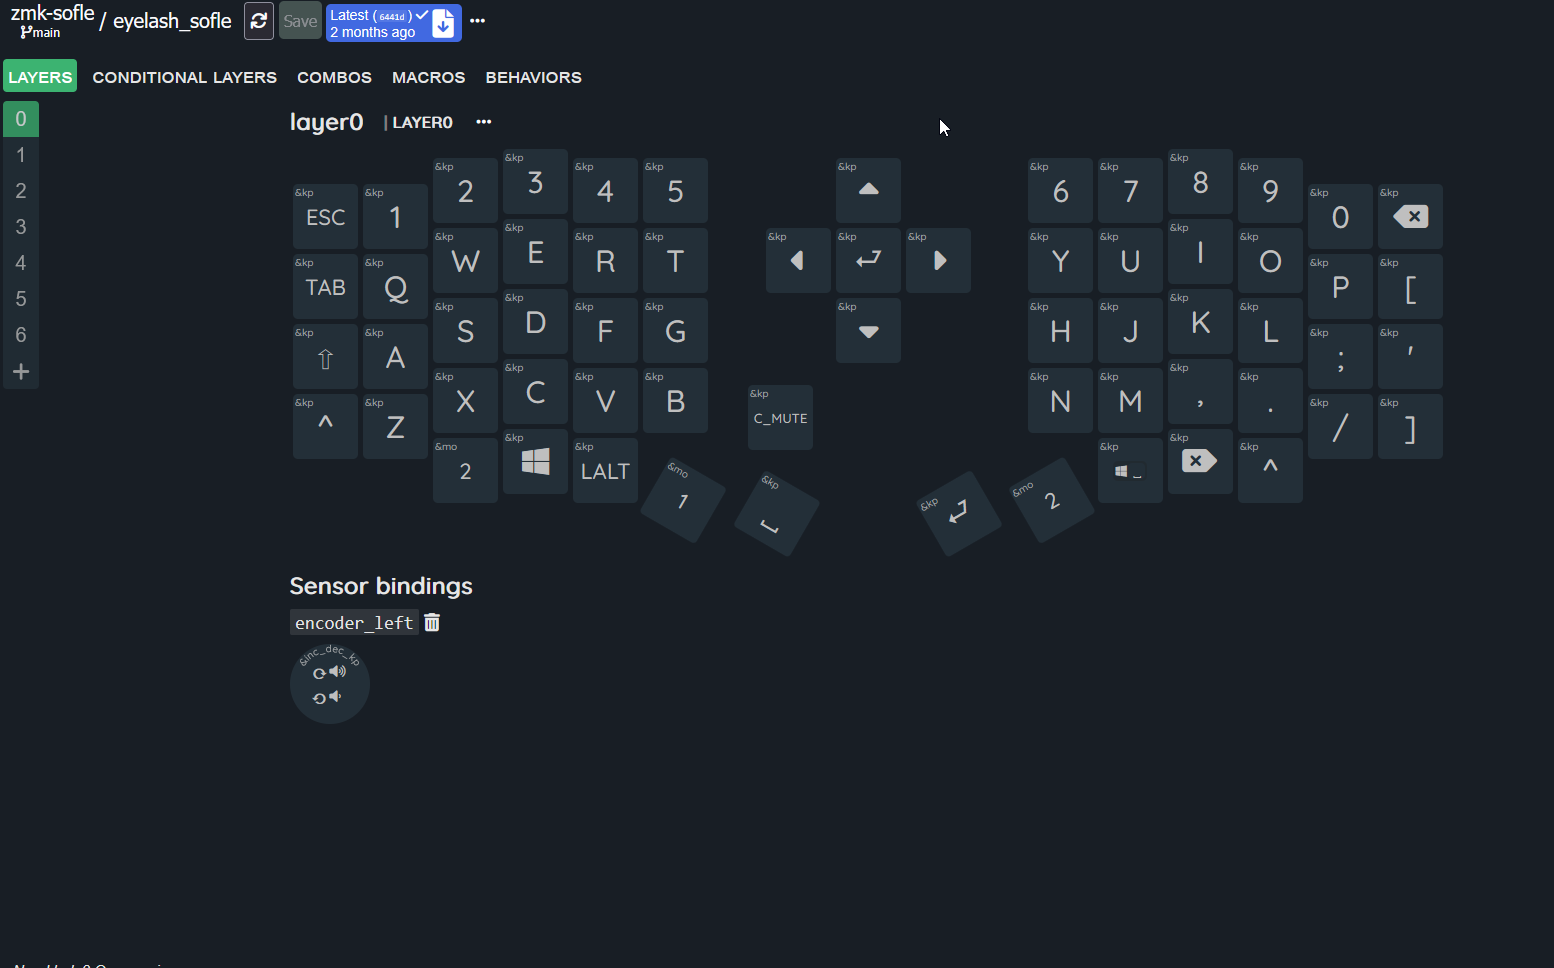 zmk-sofle / eyelash_sofle Save Latest (6441d) ... 
main 2 months ago
LAYERS CONDITIONAL LAYERS COMBOS MACROS BEHAVIORS
layer0 | LAYER0 ...
0
1
2
3
4
5
6
+
&kp ESC &kp 1 &kp 2 &kp 3 &kp 4 &kp 5 &kp &kp 6 &kp 7 &kp 8 &kp 9 &kp 0 &kp
&kp TAB &kp Q &kp W &kp E &kp R &kp T &kp &kp &kp &kp Y &kp U &kp I &kp O &kp P &kp [
&kp ⇧ &kp A &kp S &kp D &kp F &kp G &kp &kp H &kp J &kp K &kp L &kp ; &kp '
&kp ^ &kp Z &kp X &kp C &kp V &kp B &kp C_MUTE &kp N &kp M &kp , &kp . &kp / &kp ]
&mo 2 &kp &kp LALT &mo 1 &kp &kp &mo 2 &kp &kp &kp ^
Sensor bindings
encoder_left
&inc_dec_kp